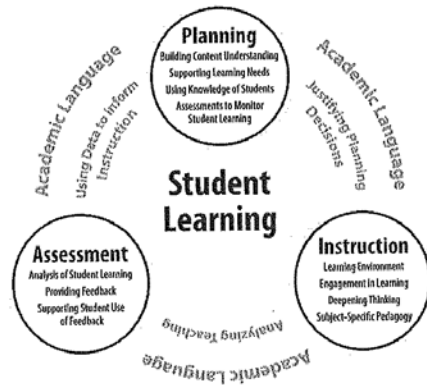 Planning
Building Content Understanding
Supporting Learning Needs
Using Knowledge of Students
Assessments to Monitor
Student Learning
Academic Language
Using Data to Inform
Instruction
Academic Language
Justifying Planning
Decisions
Student
Learning
Assessment
Analysis of Student Learning
Providing Feedback
Supporting Student Use
of Feedback
Instruction
Learning Environment
Engagement in Learning
Deepening Thinking
Subject-Specific Pedagogy
Analyzing Teaching
Academic Language